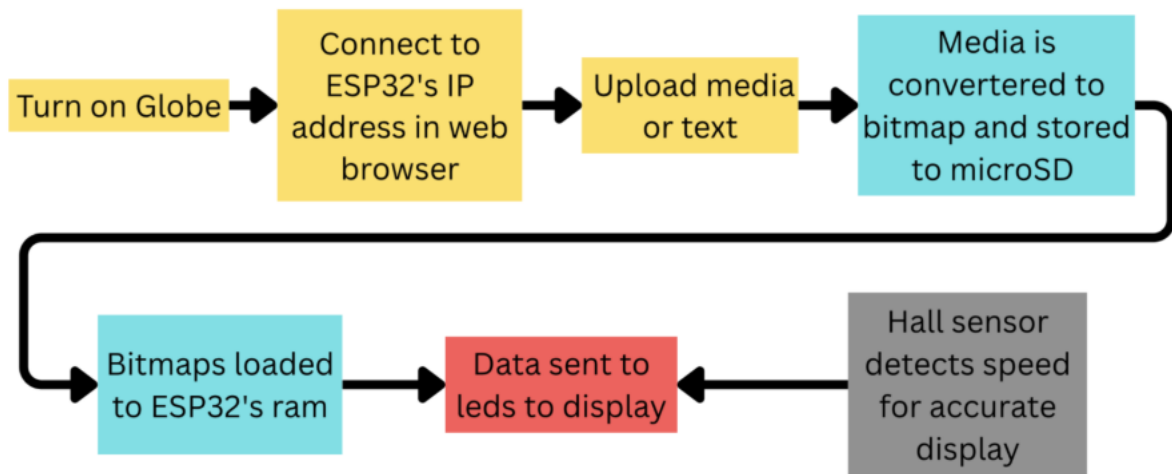 Turn on Globe
Connect to
ESP32's IP
address in web
browser
Upload media
or text
Media is
convertered to
bitmap and stored
to microSD
Bitmaps loaded
to ESP32's ram
Data sent to
leds to display
Hall sensor
detects speed
for accurate
display